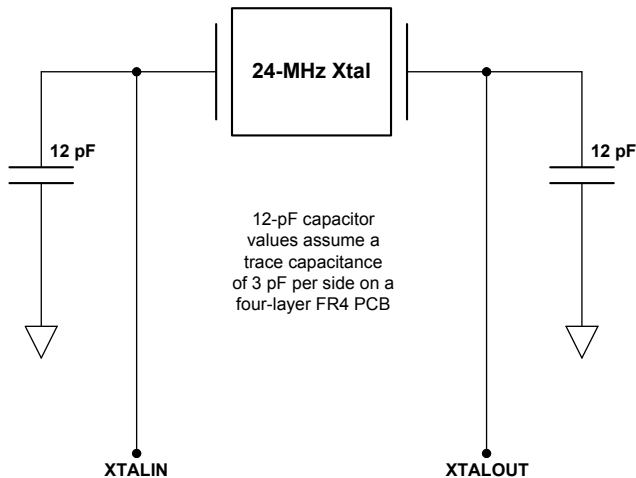 24-MHz Xtal
12 pF
12 pF
12-pF capacitor
values assume a
trace capacitance
of 3 pF per side on a
four-layer FR4 PCB
XTALIN
XTALOUT